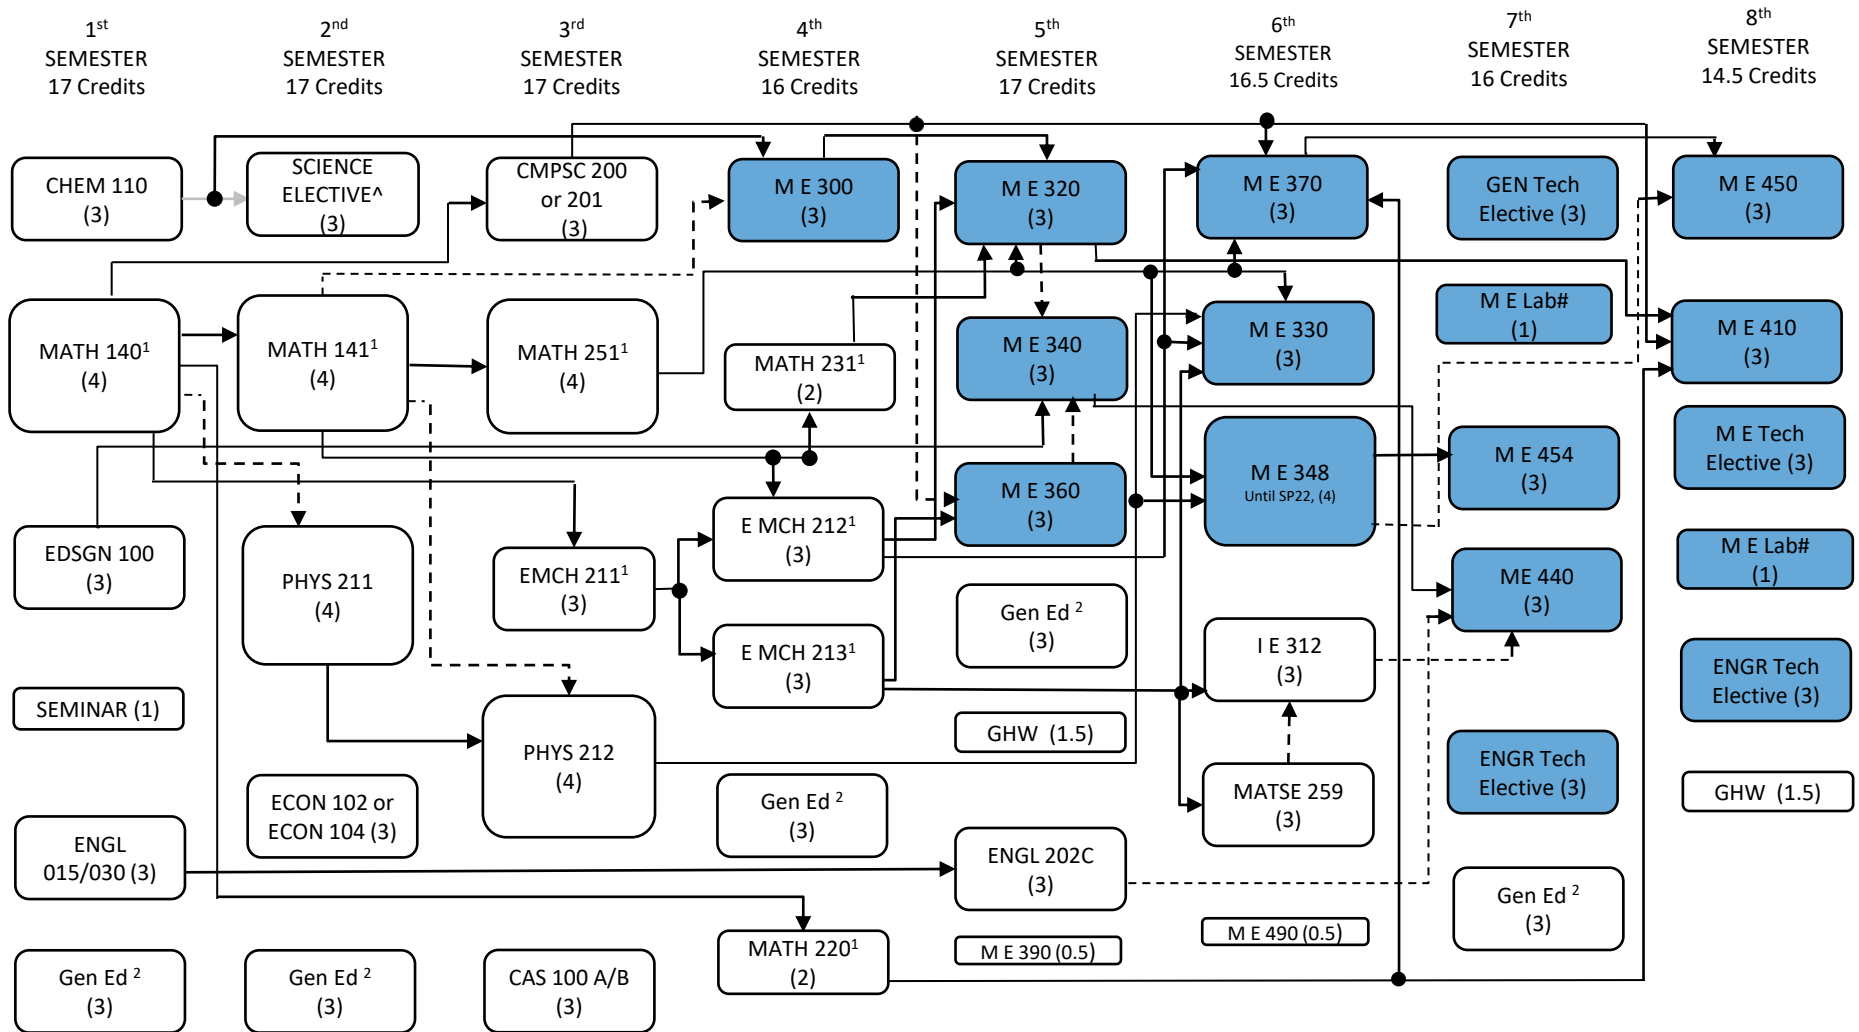 1st
SEMESTER
17 Credits
2nd
SEMESTER
17 Credits
3rd
SEMESTER
17 Credits
4th
SEMESTER
16 Credits
5th
SEMESTER
17 Credits
6th
SEMESTER
16.5 Credits
7th
SEMESTER
16 Credits
8th
SEMESTER
14.5 Credits
CHEM 110
(3)
MATH 140¹
(4)
EDSGN 100
(3)
SEMINAR (1)
ENGL
015/030 (3)
Gen Ed ²
(3)
SCIENCE
ELECTIVE^
(3)
MATH 141¹
(4)
PHYS 211
(4)
ECON 102 or
ECON 104 (3)
Gen Ed ²
(3)
CMPSC 200
or 201
(3)
MATH 251¹
(4)
EMCH 211¹
(3)
PHYS 212
(4)
CAS 100 A/B
(3)
M E 300
(3)
MATH 231¹
(2)
E MCH 212¹
(3)
E MCH 213¹
(3)
Gen Ed ²
(3)
MATH 220¹
(2)
M E 320
(3)
M E 340
(3)
M E 360
(3)
Gen Ed ²
(3)
GHW (1.5)
ENGL 202C
(3)
M E 390 (0.5)
M E 370
(3)
M E 330
(3)
M E 348
Until SP22, (4)
I E 312
(3)
MATSE 259
(3)
M E 490 (0.5)
GEN Tech
Elective (3)
M E Lab#
(1)
M E 454
(3)
ME 440
(3)
ENGR Tech
Elective (3)
Gen Ed ²
(3)
M E 450
(3)
M E 410
(3)
M E Tech
Elective (3)
M E Lab#
(1)
ENGR Tech
Elective (3)
GHW (1.5)